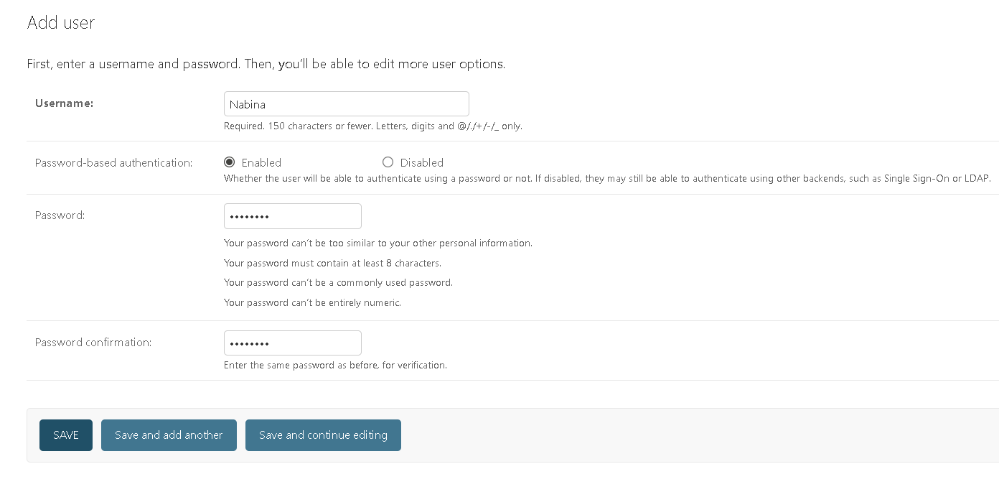 Add user
First, enter a username and password. Then, you'll be able to edit more user options.
Username:
Nabina
Required. 150 characters or fewer. Letters, digits and @/./+/-/_ only.
Password-based authentication:
Enabled
Disabled
Whether the user will be able to authenticate using a password or not. If disabled, they may still be able to authenticate using other backends, such as Single Sign-On or LDAP.
Password:
••••••••
Your password can't be too similar to your other personal information.
Your password must contain at least 8 characters.
Your password can't be a commonly used password.
Your password can't be entirely numeric.
Password confirmation:
••••••••
Enter the same password as before, for verification.
SAVE
Save and add another
Save and continue editing